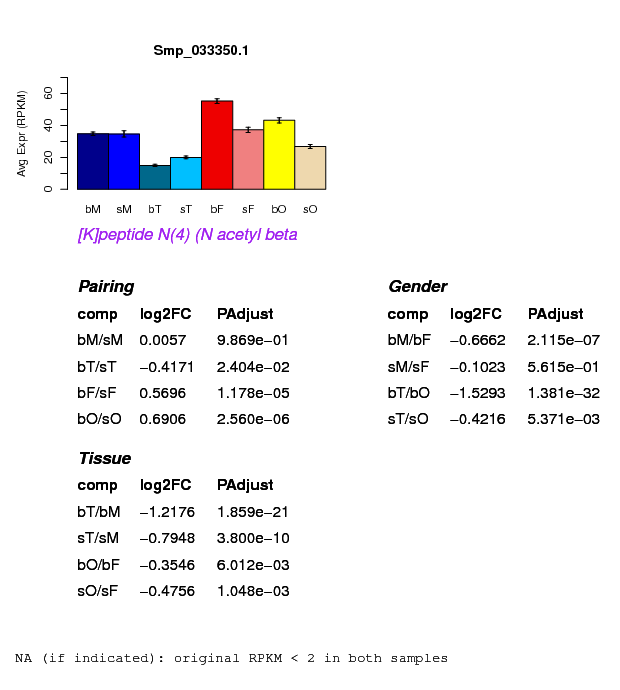 Smp_033350.1
Avg Expr (RPKM)
0 20 40 60
bM sM bT sT bF sF bO sO
[K]peptide N(4) (N acetyl beta
Pairing
comp log2FC PAdjust
bM/sM 0.0057 9.869e−01
bT/sT −0.4171 2.404e−02
bF/sF 0.5696 1.178e−05
bO/sO 0.6906 2.560e−06
Gender
comp log2FC PAdjust
bM/bF −0.6662 2.115e−07
sM/sF −0.1023 5.615e−01
bT/bO −1.5293 1.381e−32
sT/sO −0.4216 5.371e−03
Tissue
comp log2FC PAdjust
bT/bM −1.2176 1.859e−21
sT/sM −0.7948 3.800e−10
bO/bF −0.3546 6.012e−03
sO/sF −0.4756 1.048e−03
NA (if indicated): original RPKM < 2 in both samples